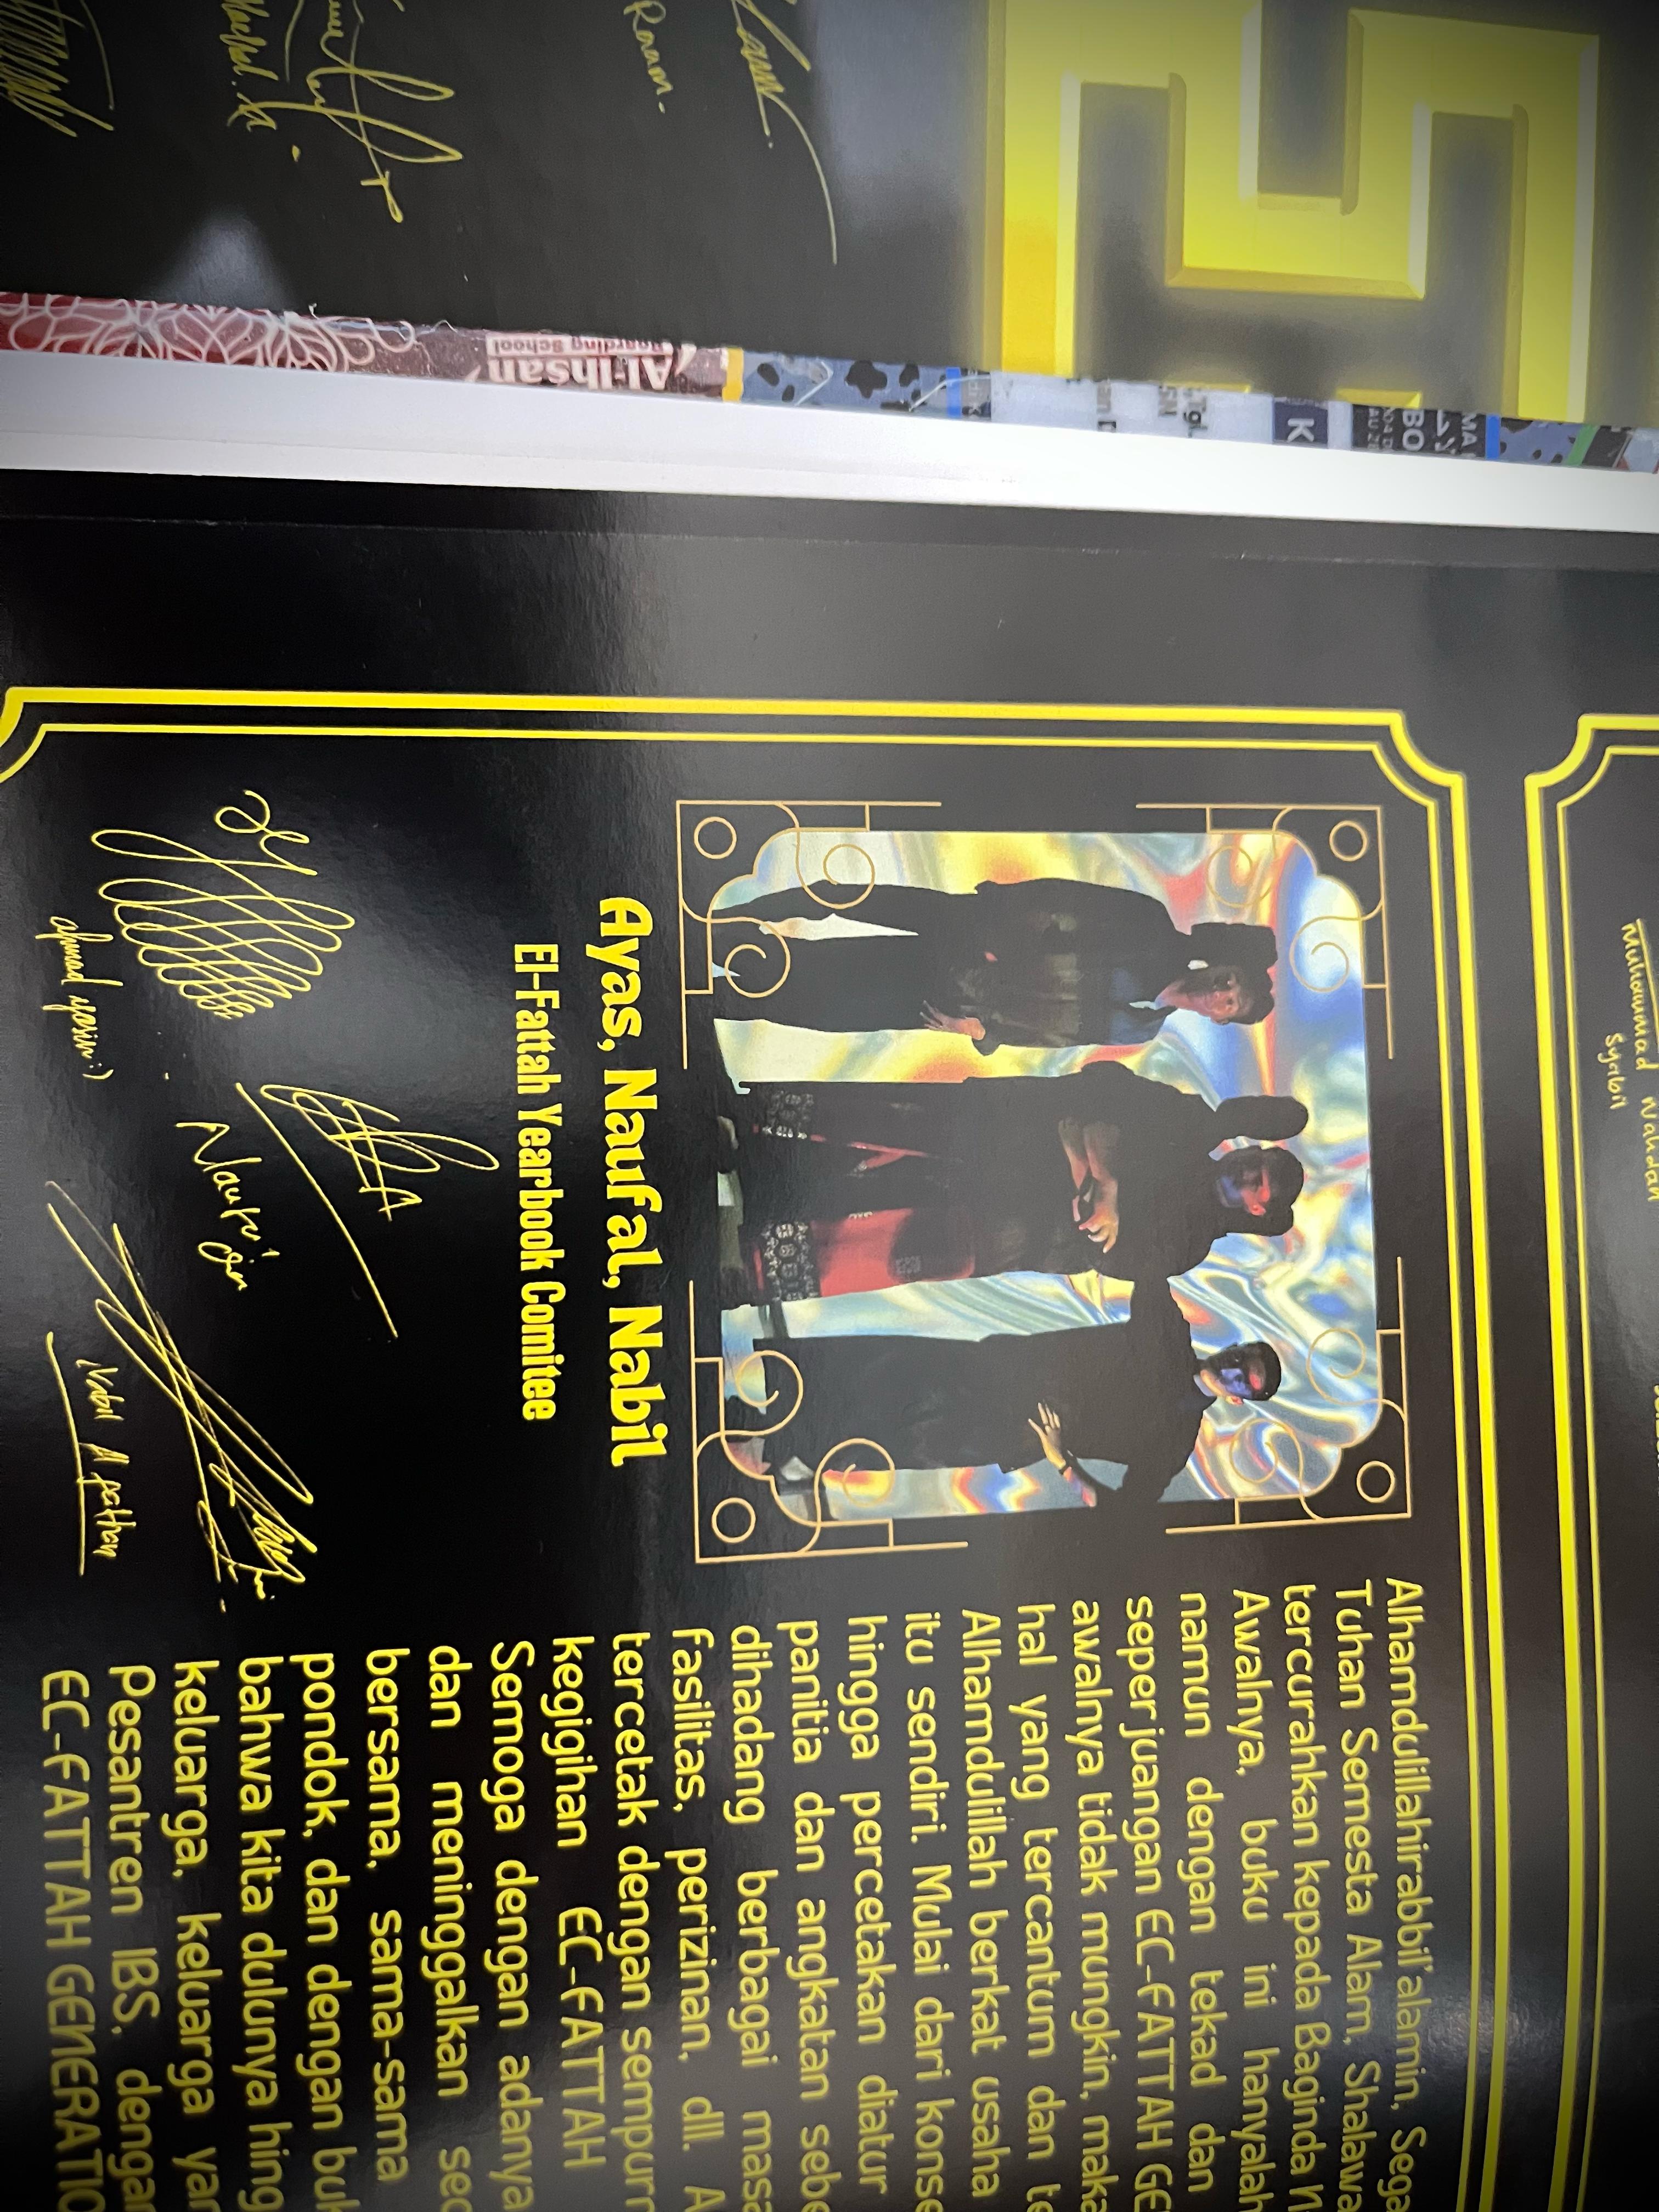 Muhammad Nahdan
Syabil
MA
BO
K
,Tgl.
SN
Al-Ihsan
Boarding School
Raam.
Alhamdulillahirabbil'alamin, Sega
Tuhan Semesta Alam, Shalawa
tercurahkan kepada Baginda N
Awalnya, buku ini hanyalah
namun dengan tekad dan
seperjuangan EC-FATTAH GE
awalnya tidak mungkin, maka
hal yang tercantum dan te
Alhamdulillah berkat usaha
itu sendiri. Mulai dari konse
hingga percetakan diatur
panitia dan angkatan sebe
dihadang berbagai masa
fasilitas, perizinan, dll. A
tercetak dengan sempurn
kegigihan EC-FATTAH
Semoga dengan adanya
dan meninggalkan sec
bersama, sama-sama
pondok, dan dengan buk
bahwa kita dulunya hing
keluarga, keluarga yan
Pesantren IBS, dengan
EC-FATTAH GENERATIO
Ayas, Naufal, Nabil
El-Fattah Yearbook Comitee
ahmad yasin:)
Nabil Al fathan